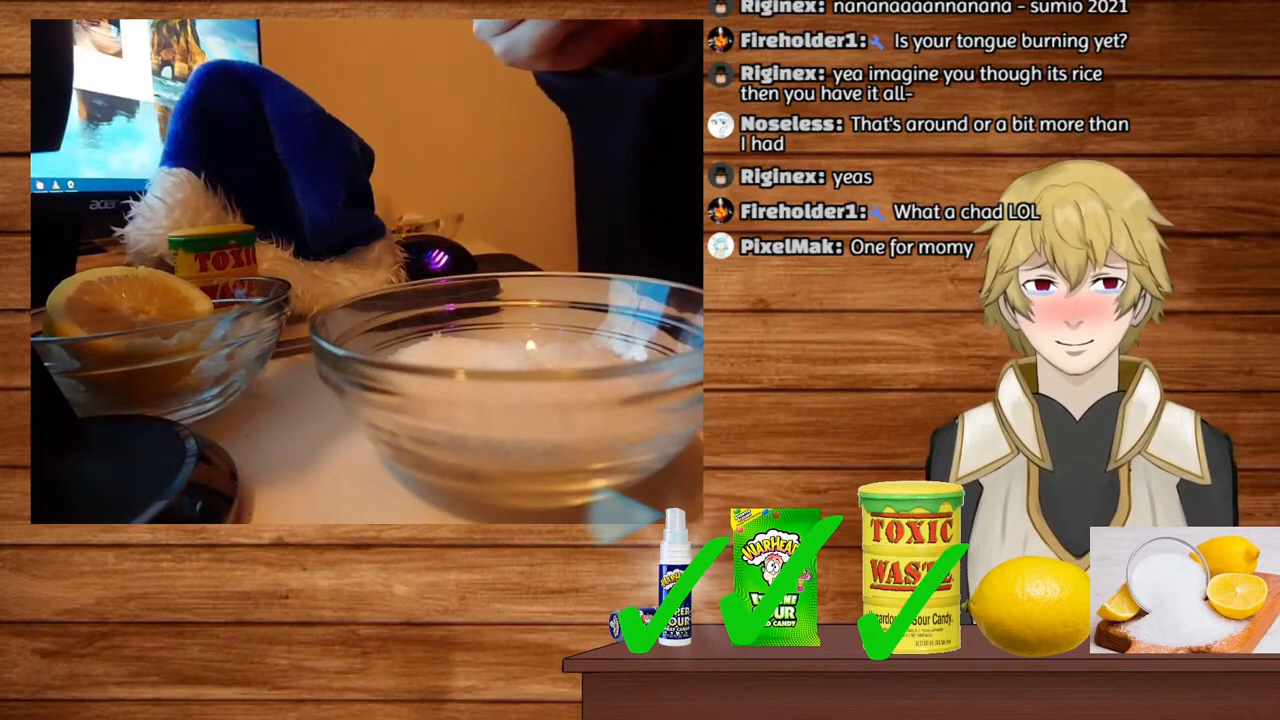 Riginex: nananaaaannanana - sumio 2021
Fireholder1: Is your tongue burning yet?
Riginex: yea imagine you though its rice
then you have it all-
Noseless: That's around or a bit more than
I had
Riginex: yeas
Fireholder1: What a chad LOL
PixelMak: One for momy
acer
TOXIC
WARHEADS
SOUR
TOXIC
WASTE
Hazardously Sour Candy